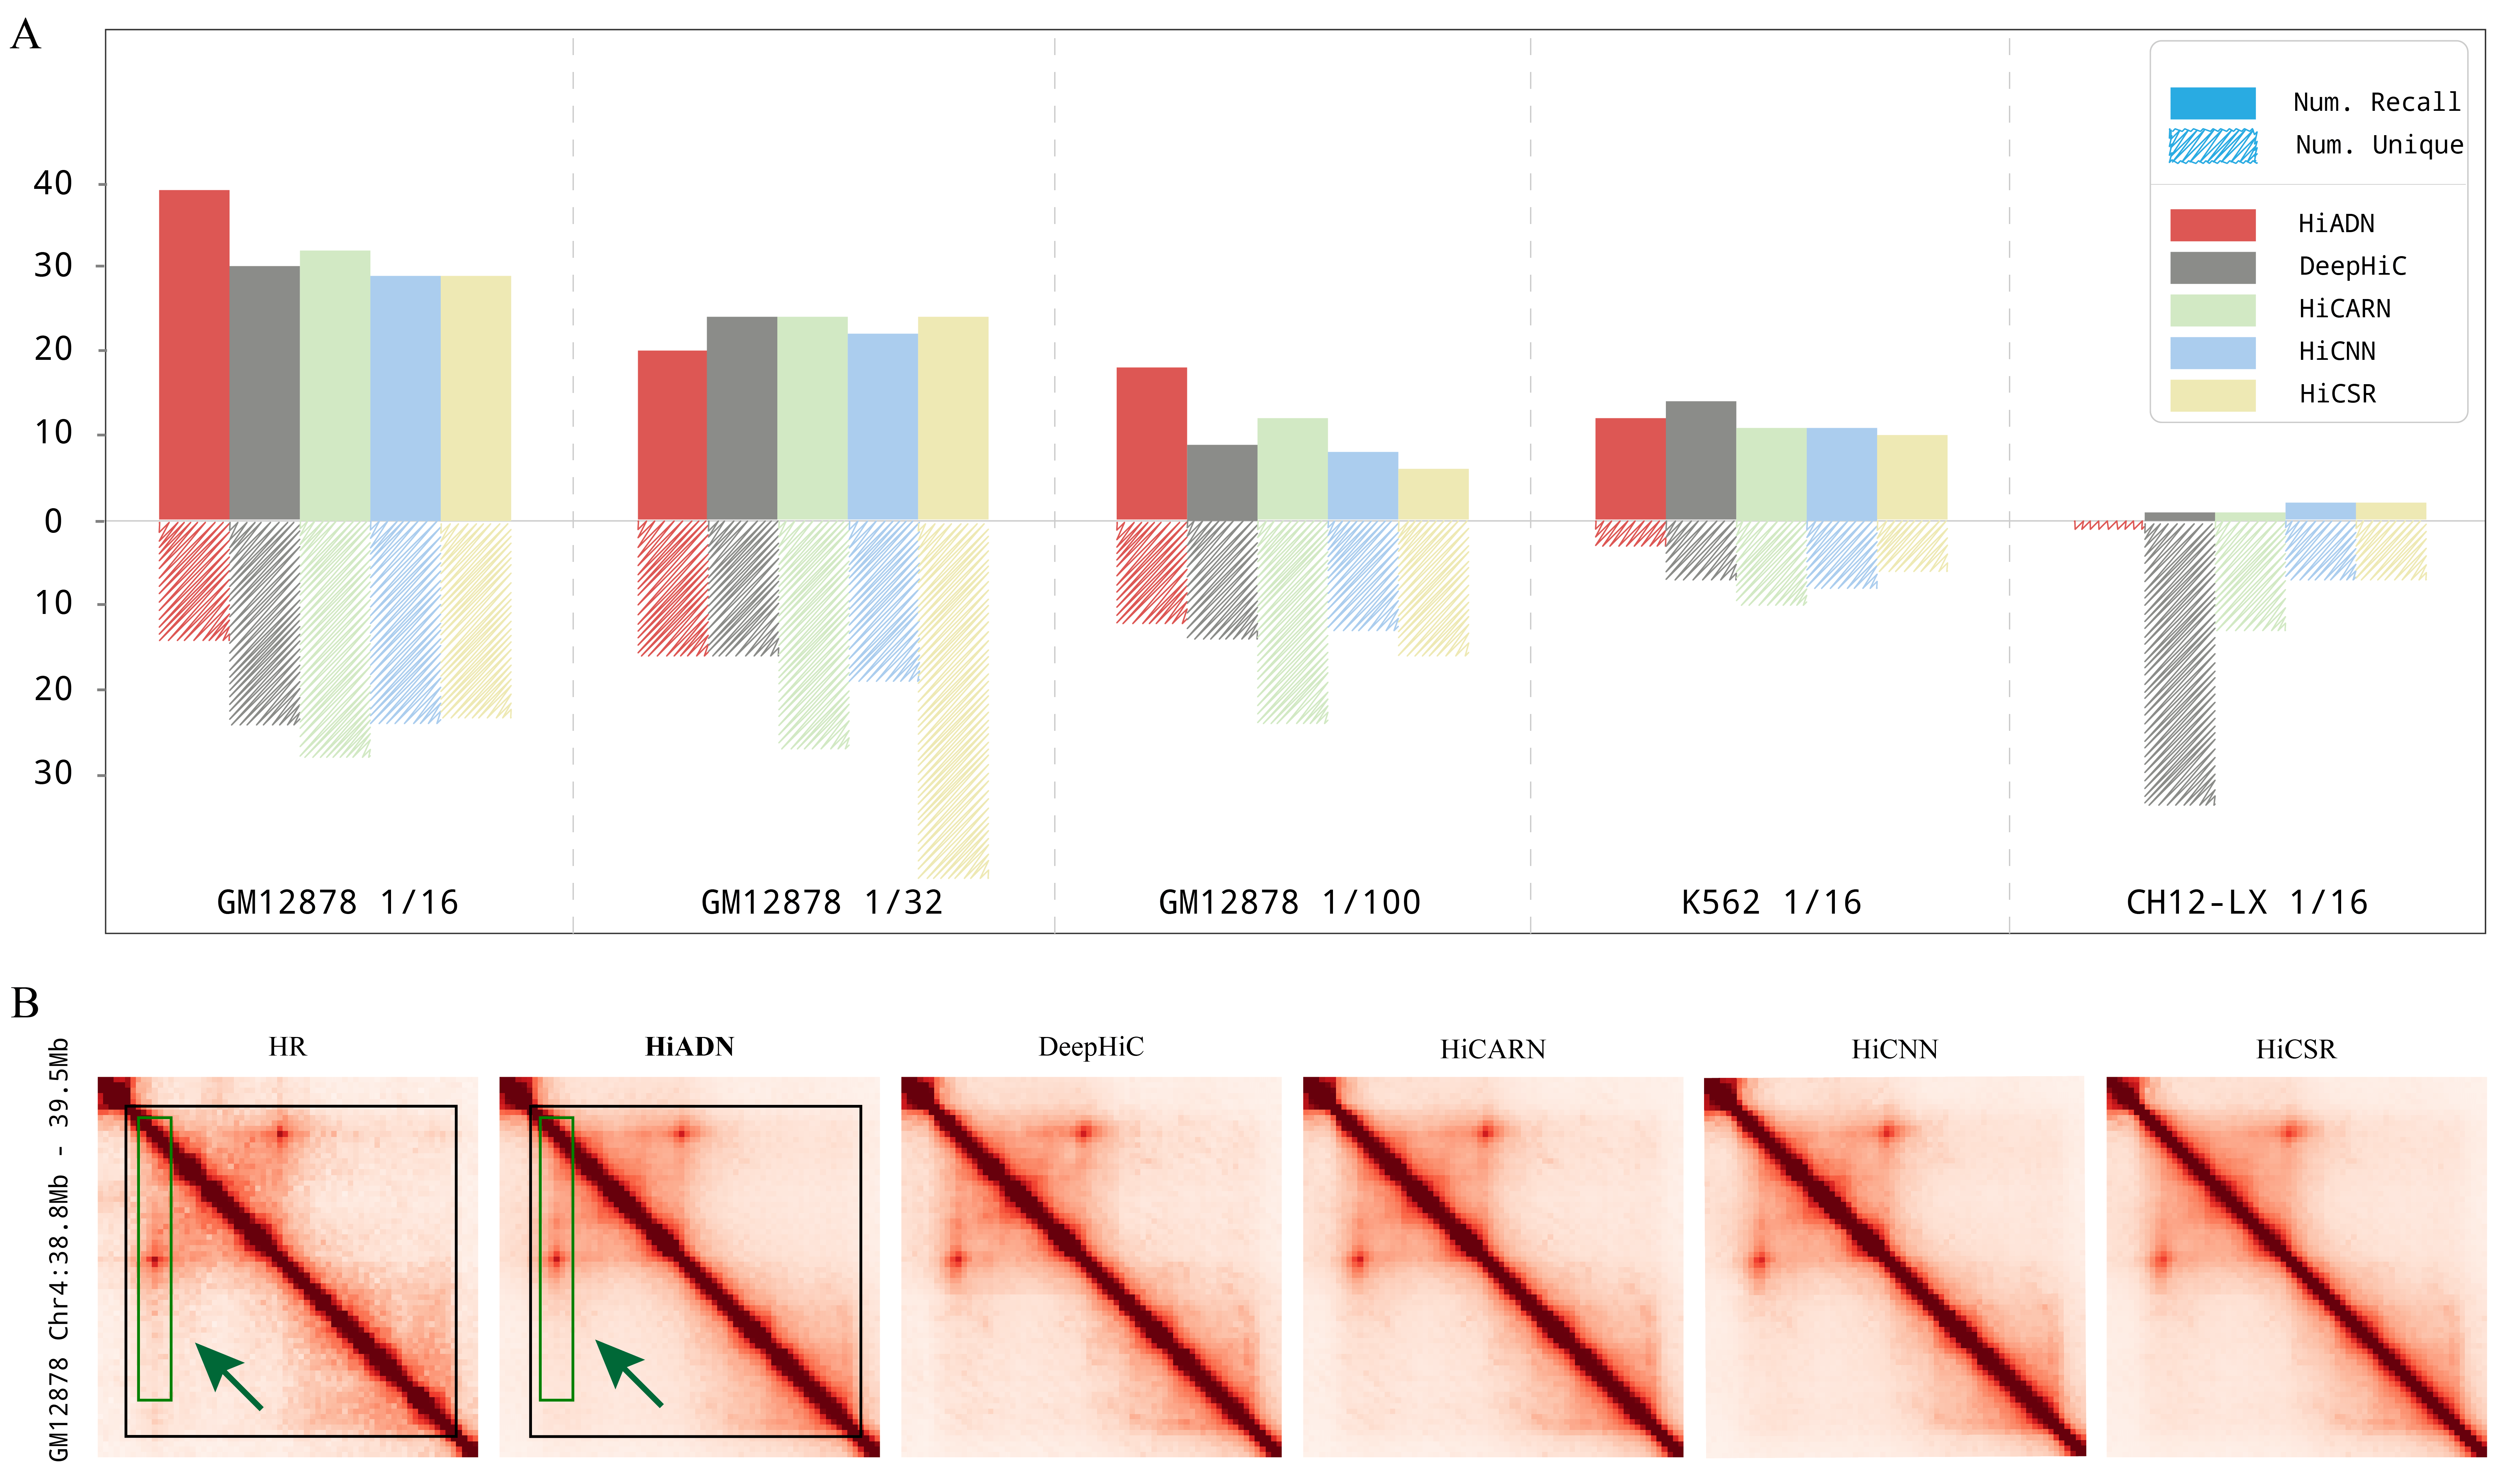 A
40
30
20
10
0
10
20
30
Num. Recall
Num. Unique
HiADN
DeepHiC
HiCARN
HiCNN
HiCSR
GM12878 1/16
GM12878 1/32
GM12878 1/100
K562 1/16
CH12-LX 1/16
B
GM12878 Chr4:38.8Mb - 39.5Mb
HR
HiADN
DeepHiC
HiCARN
HiCNN
HiCSR